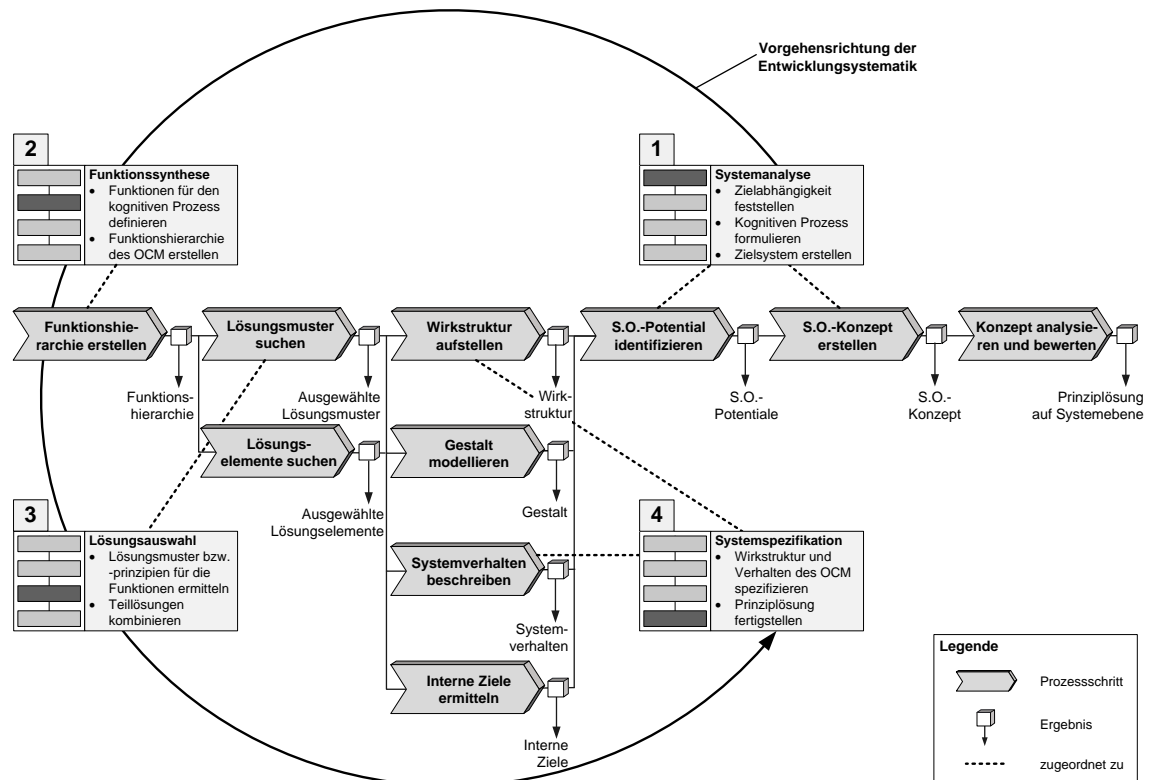 Vorgehensrichtung der
Entwicklungsystematik
2
Funktionssynthese
• Funktionen für den
kognitiven Prozess
definieren
• Funktionshierarchie
des OCM erstellen
1
Systemanalyse
• Zielabhängigkeit
feststellen
• Kognitiven Prozess
formulieren
• Zielsystem erstellen
Funktionshie-
rarchie erstellen
Lösungsmuster
suchen
Wirkstruktur
aufstellen
S.O.-Potential
identifizieren
S.O.-Konzept
erstellen
Konzept analysie-
ren und bewerten
Funktions-
hierarchie
Ausgewählte
Lösungsmuster
Wirk-
struktur
S.O.-
Potentiale
S.O.-
Konzept
Prinziplösung
auf Systemebene
Lösungs-
elemente suchen
Gestalt
modellieren
Ausgewählte
Lösungselemente
Gestalt
3
Lösungsauswahl
• Lösungsmuster bzw.
-prinzipien für die
Funktionen ermitteln
• Teillösungen
kombinieren
Systemverhalten
beschreiben
System-
verhalten
4
Systemspezifikation
• Wirkstruktur und
Verhalten des OCM
spezifizieren
• Prinziplösung
fertigstellen
Interne Ziele
ermitteln
Interne
Ziele
Legende
Prozessschritt
Ergebnis
zugeordnet zu